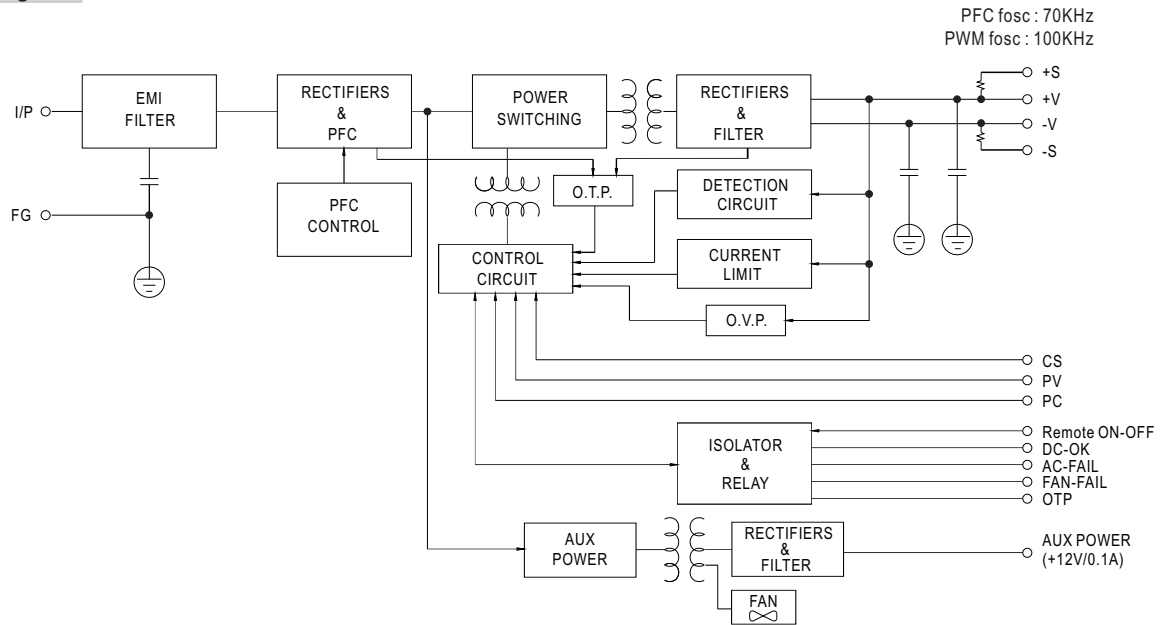 PFC fosc : 70KHz
PWM fosc : 100KHz
I/P
EMI
FILTER
RECTIFIERS
&
PFC
POWER
SWITCHING
RECTIFIERS
&
FILTER
+S
+V
-V
-S
FG
PFC
CONTROL
O.T.P.
DETECTION
CIRCUIT
CONTROL
CIRCUIT
CURRENT
LIMIT
O.V.P.
CS
PV
PC
ISOLATOR
&
RELAY
Remote ON-OFF
DC-OK
AC-FAIL
FAN-FAIL
OTP
AUX
POWER
RECTIFIERS
&
FILTER
AUX POWER
(+12V/0.1A)
FAN